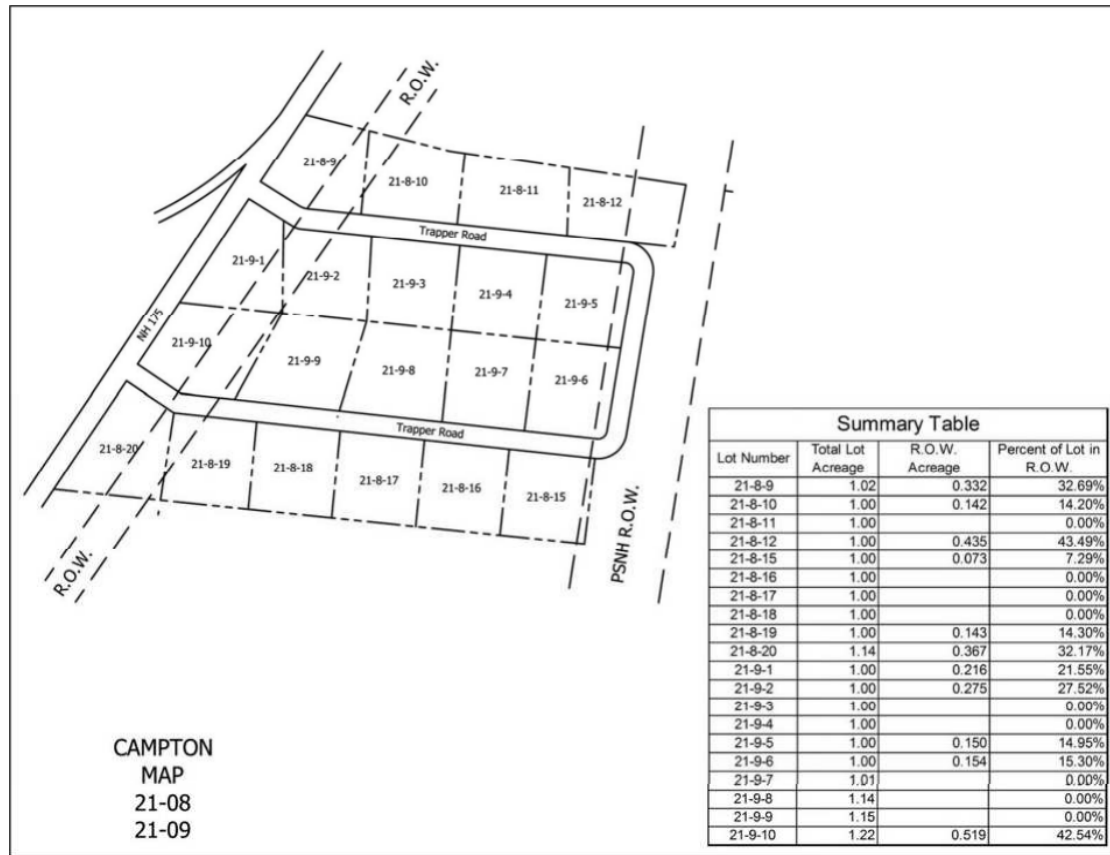 R.O.W.
21-8-9
21-8-10
21-8-11
21-8-12
Trapper Road
21-9-1
21-9-2
21-9-3
21-9-4
21-9-5
NH 175
21-9-10
21-9-9
21-9-8
21-9-7
21-9-6
Trapper Road
21-8-20
21-8-19
21-8-18
21-8-17
21-8-16
21-8-15
R.O.W.
PSNH R.O.W.
CAMPTON
MAP
21-08
21-09
Summary Table
Lot Number Total Lot Acreage R.O.W. Acreage Percent of Lot in R.O.W.
21-8-9 1.02 0.332 32.69%
21-8-10 1.00 0.142 14.20%
21-8-11 1.00 0.00%
21-8-12 1.00 0.435 43.49%
21-8-15 1.00 0.073 7.29%
21-8-16 1.00 0.00%
21-8-17 1.00 0.00%
21-8-18 1.00 0.00%
21-8-19 1.00 0.143 14.30%
21-8-20 1.14 0.367 32.17%
21-9-1 1.00 0.216 21.55%
21-9-2 1.00 0.275 27.52%
21-9-3 1.00 0.00%
21-9-4 1.00 0.00%
21-9-5 1.00 0.150 14.95%
21-9-6 1.00 0.154 15.30%
21-9-7 1.01 0.00%
21-9-8 1.14 0.00%
21-9-9 1.15 0.00%
21-9-10 1.22 0.519 42.54%